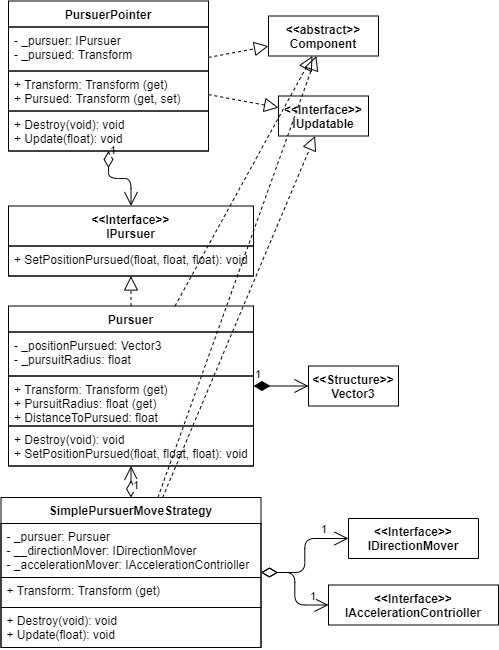 PursuerPointer
- _pursuer: IPursuer
- _pursued: Transform
+ Transform: Transform (get)
+ Pursued: Transform (get, set)
+ Destroy(void): void
+ Update(float): void
1
<<abstract>>
Component
<<Interface>>
IUpdatable
<<Interface>>
IPursuer
+ SetPositionPursued(float, float, float): void
Pursuer
- _positionPursued: Vector3
- _pursuitRadius: float
+ Transform: Transform (get)
+ PursuitRadius: float (get)
+ DistanceToPursued: float
+ Destroy(void): void
+ SetPositionPursued(float, float, float): void
1
<<Structure>>
Vector3
1
SimplePursuerMoveStrategy
- _pursuer: Pursuer
- __directionMover: IDirectionMover
- _accelerationMover: IAccelerationControiller
+ Transform: Transform (get)
+ Destroy(void): void
+ Update(float): void
1
<<Interface>>
IDirectionMover
1
<<Interface>>
IAccelerationControiller